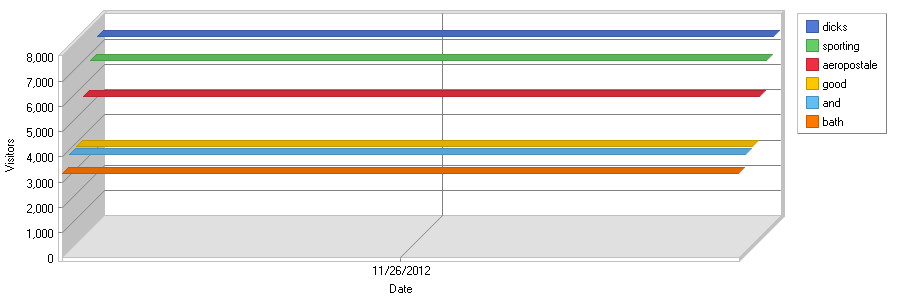 8,000
7,000
6,000
5,000
4,000
3,000
2,000
1,000
0
Visitors
11/26/2012
Date
dicks
sporting
aeropostale
good
and
bath